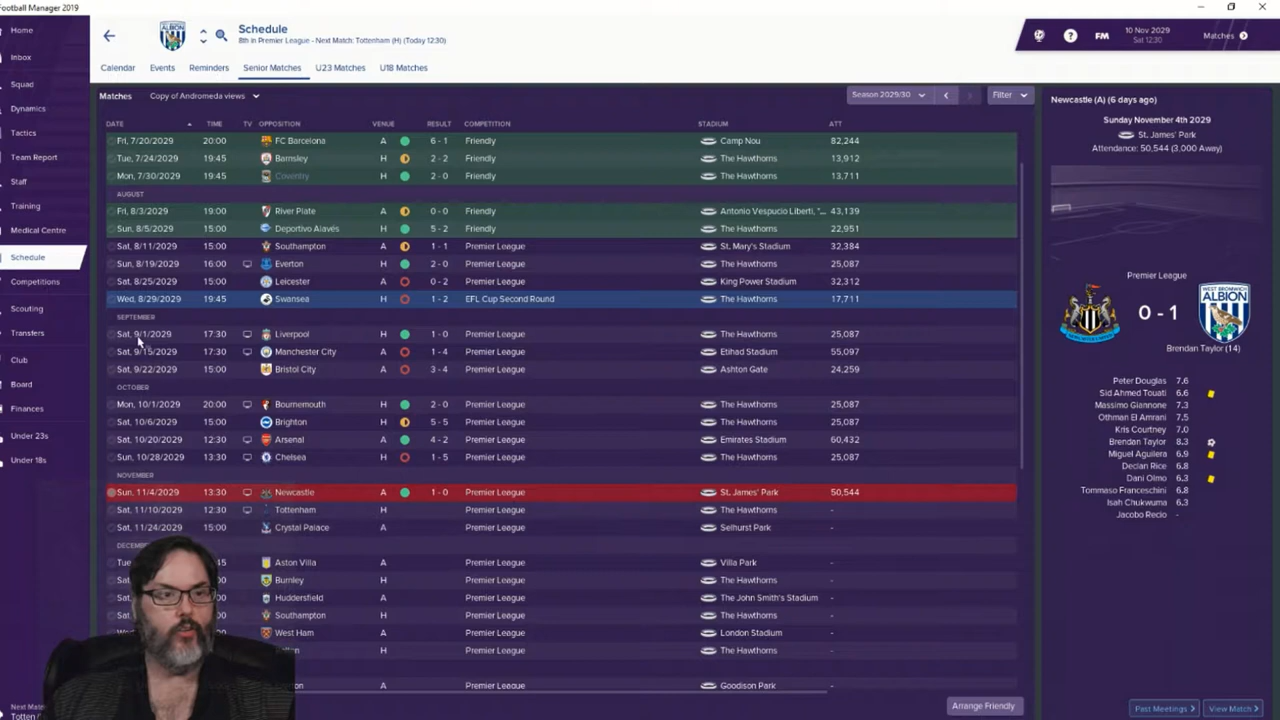 Football Manager 2019
Home
Inbox
Squad
Dynamics
Tactics
Team Report
Staff
Training
Medical Centre
Schedule
Competitions
Scouting
Transfers
Club
Board
Finances
Under 23s
Under 18s
Schedule
8th in Premier League - Next Match: Tottenham (H) (Today 12:30)
FM
10 Nov 2029
Sat 12:30
Matches
Calendar Events Reminders Senior Matches U23 Matches U18 Matches
Matches Copy of Andromeda views Season 2029/30 Filter
DATE TIME TV OPPOSITION VENUE RESULT COMPETITION STADIUM ATT
Fri, 7/20/2029 20:00 FC Barcelona A 6 - 1 Friendly Camp Nou 82,244
Tue, 7/24/2029 19:45 Barnsley H 2 - 2 Friendly The Hawthorns 13,912
Mon, 7/30/2029 19:45 Coventry H 2 - 0 Friendly The Hawthorns 13,711
AUGUST
Fri, 8/3/2029 19:00 River Plate A 0 - 0 Friendly Antonio Vespucio Liberti, "... 43,139
Sun, 8/5/2029 15:00 Deportivo Alavés H 5 - 2 Friendly The Hawthorns 22,951
Sat, 8/11/2029 15:00 Southampton A 1 - 1 Premier League St. Mary's Stadium 32,384
Sun, 8/19/2029 16:00 Everton H 2 - 0 Premier League The Hawthorns 25,087
Sat, 8/25/2029 15:00 Leicester A 0 - 2 Premier League King Power Stadium 32,312
Wed, 8/29/2029 19:45 Swansea H 1 - 2 EFL Cup Second Round The Hawthorns 17,711
SEPTEMBER
Sat, 9/1/2029 17:30 Liverpool H 1 - 0 Premier League The Hawthorns 25,087
Sat, 9/15/2029 17:30 Manchester City A 1 - 4 Premier League Etihad Stadium 55,097
Sat, 9/22/2029 15:00 Bristol City A 3 - 4 Premier League Ashton Gate 24,259
OCTOBER
Mon, 10/1/2029 20:00 Bournemouth H 2 - 0 Premier League The Hawthorns 25,087
Sat, 10/6/2029 15:00 Brighton H 5 - 5 Premier League The Hawthorns 25,087
Sat, 10/20/2029 12:30 Arsenal A 4 - 2 Premier League Emirates Stadium 60,432
Sun, 10/28/2029 13:30 Chelsea H 1 - 5 Premier League The Hawthorns 25,087
NOVEMBER
Sun, 11/4/2029 13:30 Newcastle A 1 - 0 Premier League St. James' Park 50,544
Sat, 11/10/2029 12:30 Tottenham H Premier League The Hawthorns -
Sat, 11/24/2029 15:00 Crystal Palace A Premier League Selhurst Park -
Aston Villa A Premier League Villa Park -
Burnley H Premier League The Hawthorns -
Huddersfield A Premier League The John Smith's Stadium -
Southampton H Premier League The Hawthorns -
West Ham A Premier League London Stadium -
H Premier League The Hawthorns -
A Premier League Goodison Park -
Arrange Friendly
Newcastle (A) (6 days ago)
Sunday November 4th 2029
St. James' Park
Attendance: 50,544 (3,000 Away)
Premier League
0 - 1
WEST BROMWICH
ALBION
Brendan Taylor (14)
Peter Douglas 7.6
Sid Ahmed Touati 6.6
Massimo Giannone 7.3
Othman El Amrani 7.5
Kris Courtney 7.0
Brendan Taylor 8.3
Miguel Aguilera 6.9
Declan Rice 6.8
Dani Olmo 6.3
Tommaso Franceschini 6.8
Isah Chukwuma 6.3
Jacobo Recio -
Past Meetings View Match